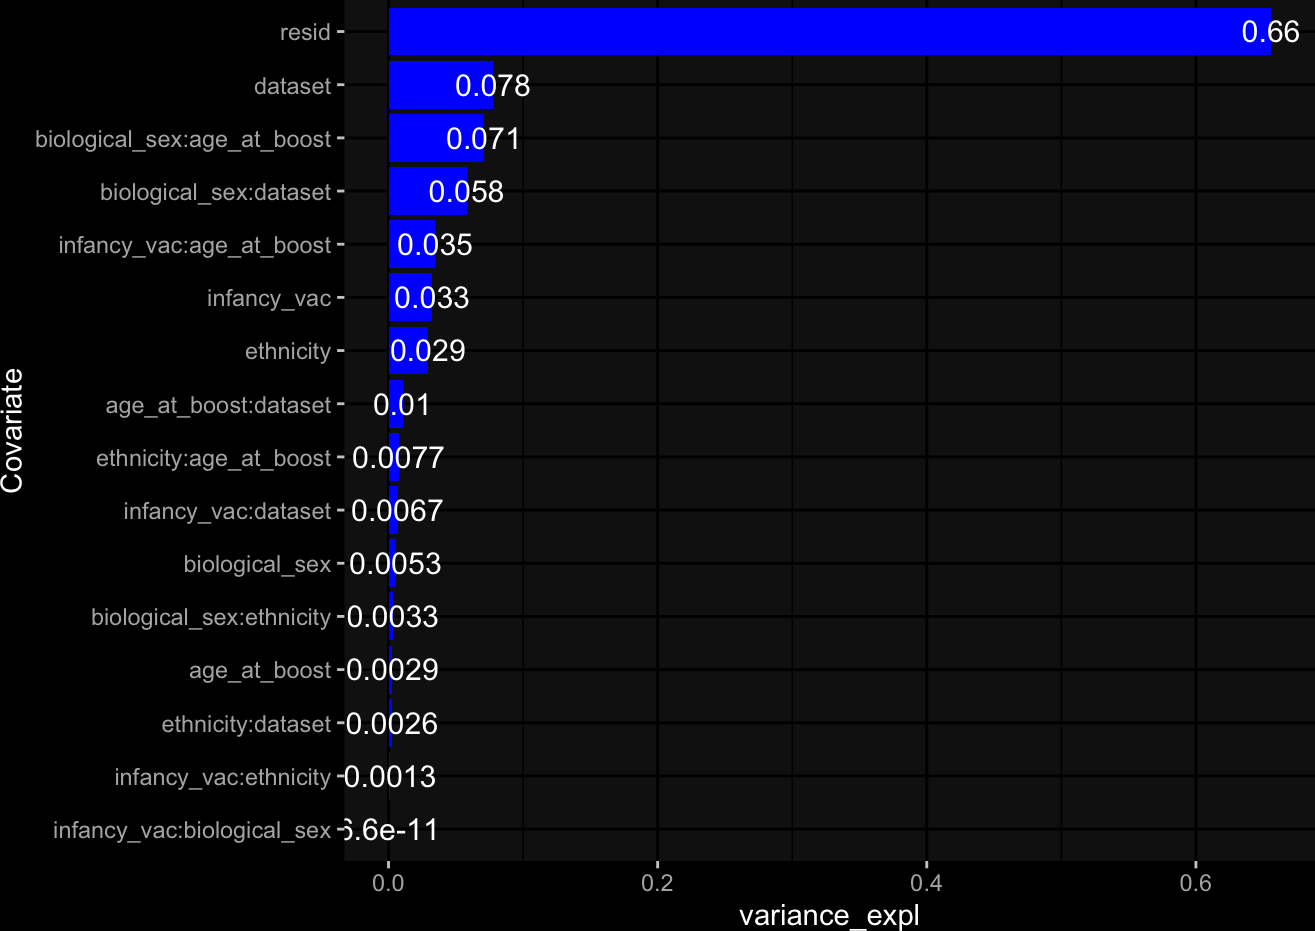 resid 0.66
dataset 0.078
biological_sex:age_at_boost 0.071
biological_sex:dataset 0.058
infancy_vac:age_at_boost 0.035
infancy_vac 0.033
ethnicity 0.029
age_at_boost:dataset 0.01
ethnicity:age_at_boost 0.0077
infancy_vac:dataset 0.0067
biological_sex 0.0053
biological_sex:ethnicity 0.0033
age_at_boost 0.0029
ethnicity:dataset 0.0026
infancy_vac:ethnicity 0.0013
infancy_vac:biological_sex 6.6e-11
Covariate
0.0 0.2 0.4 0.6
variance_expl